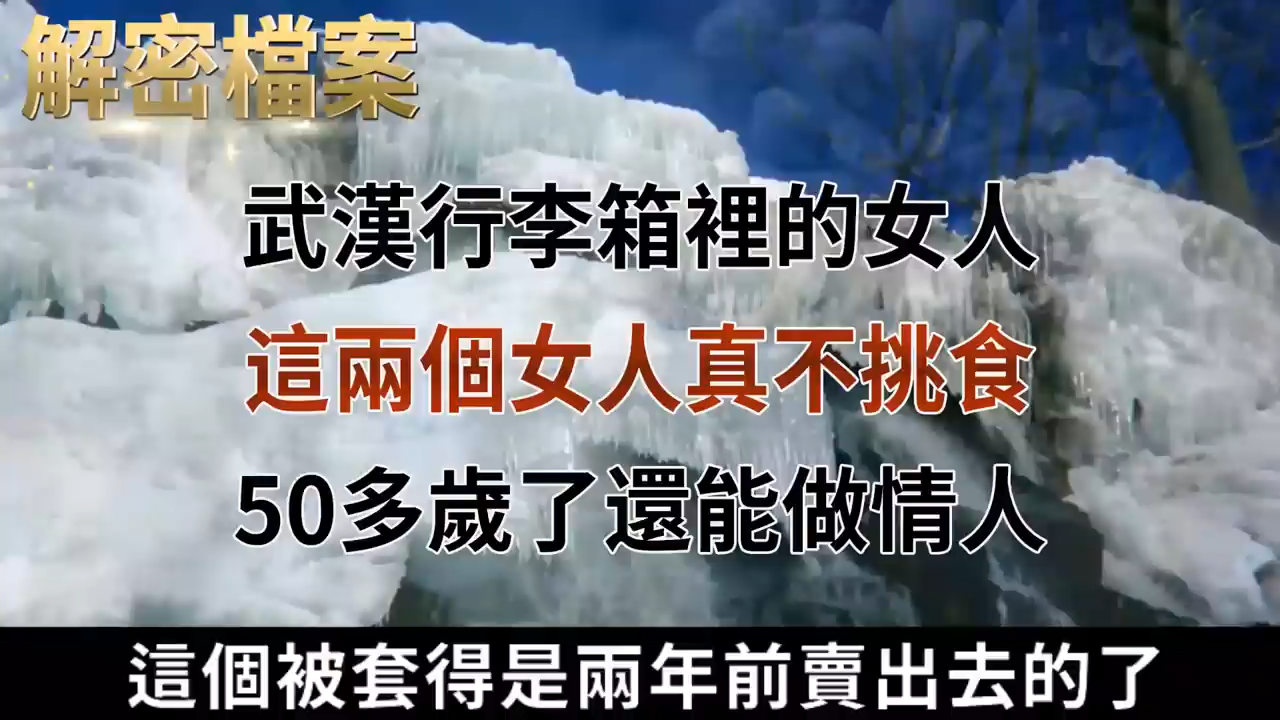 解密檔案
武漢行李箱裡的女人
這兩個女人真不挑食
50多歲了還能做情人
這個被套得是兩年前賣出去的了